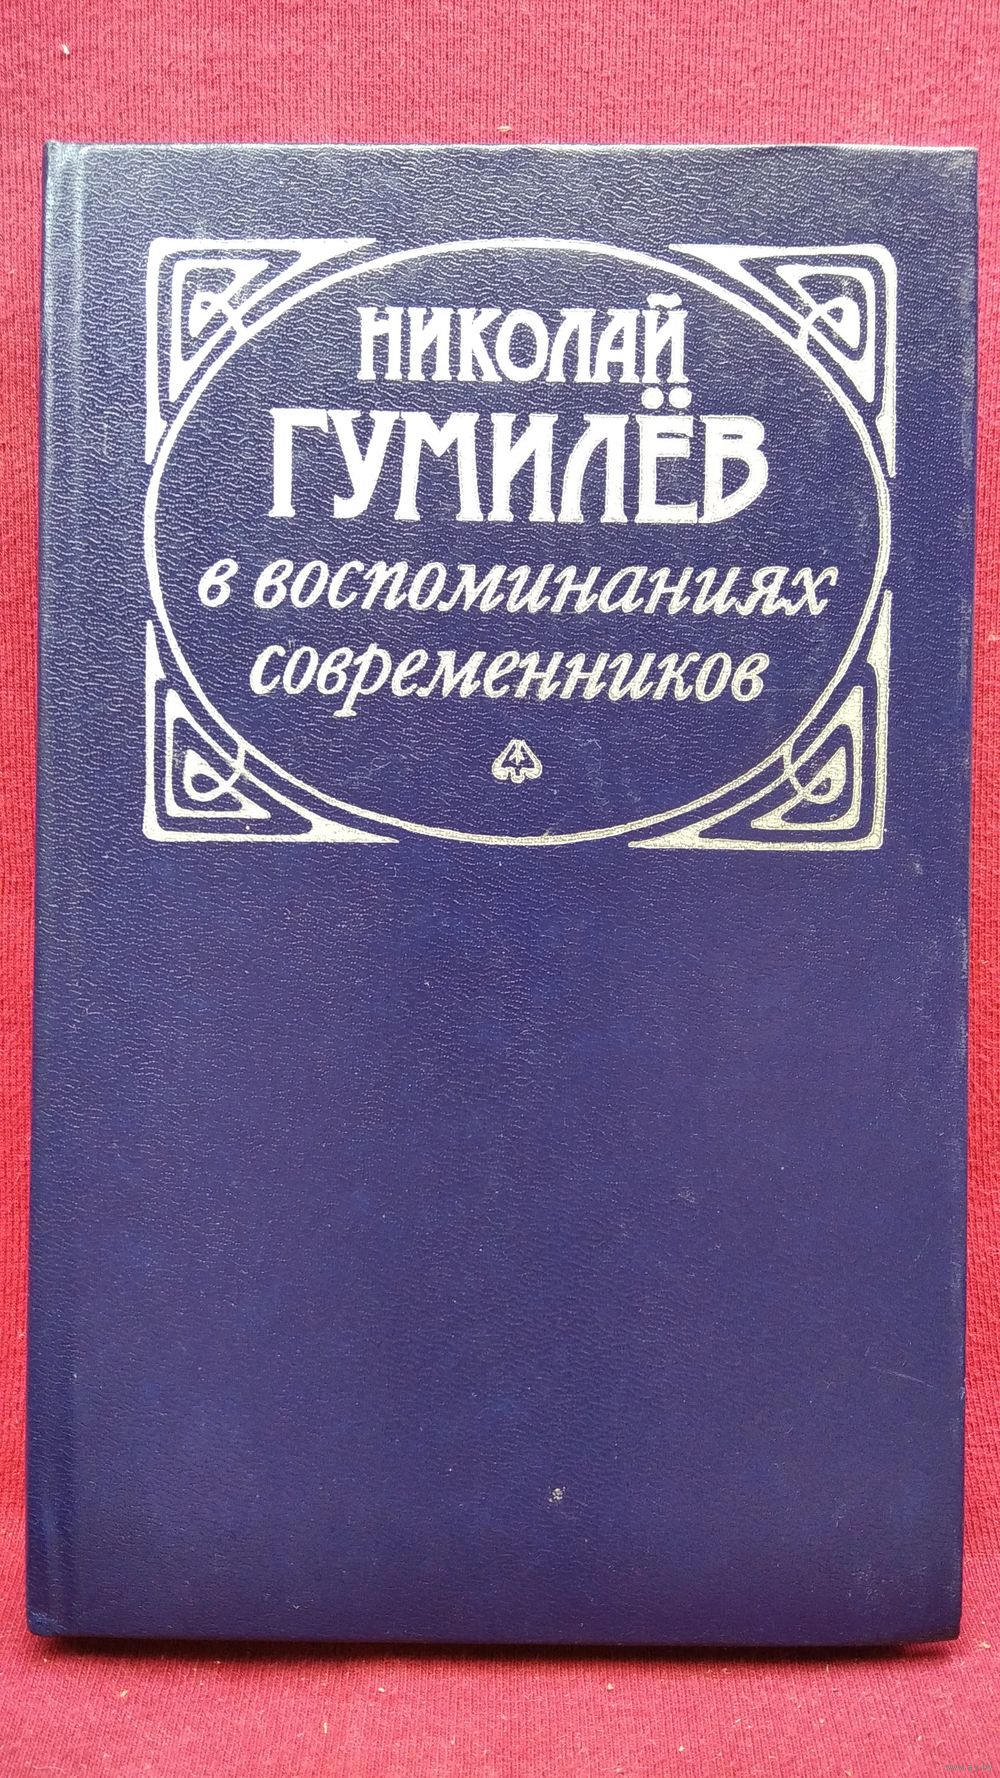 НИКОЛАЙ
ГУМИЛЁВ
в воспоминаниях
современников